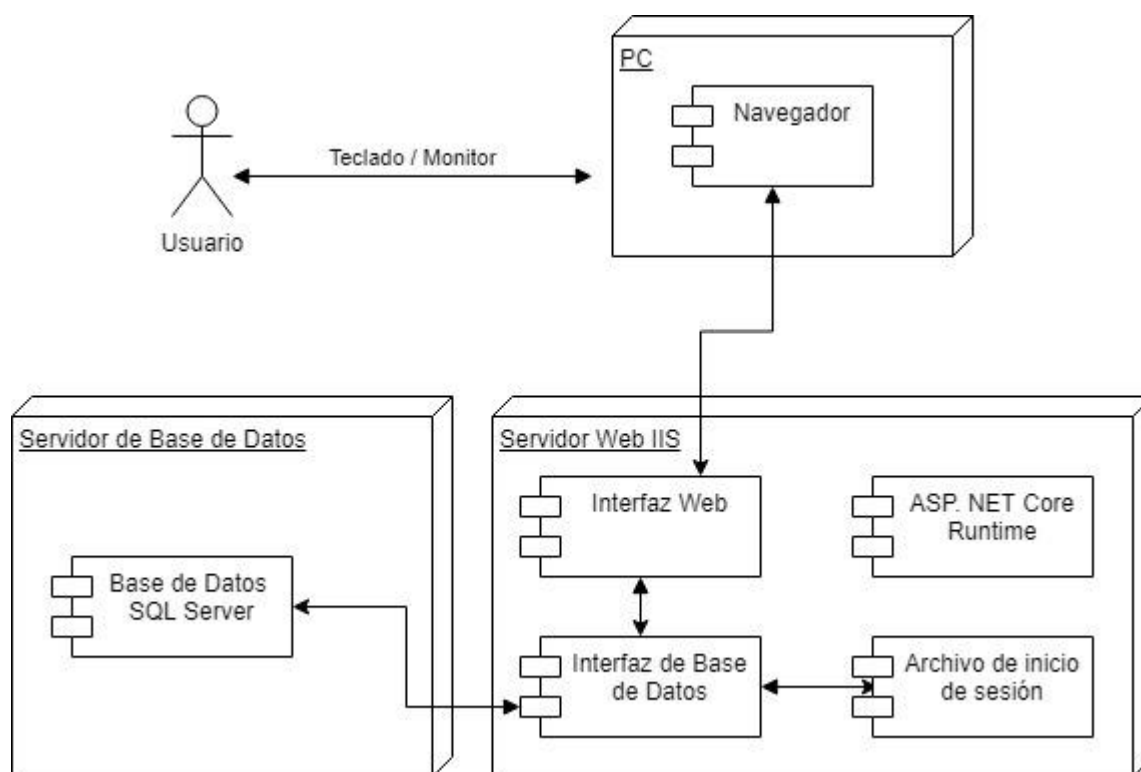 PC
Navegador
Teclado / Monitor
Usuario
Servidor de Base de Datos
Base de Datos
SQL Server
Servidor Web IIS
Interfaz Web
ASP. NET Core
Runtime
Interfaz de Base
de Datos
Archivo de inicio
de sesión